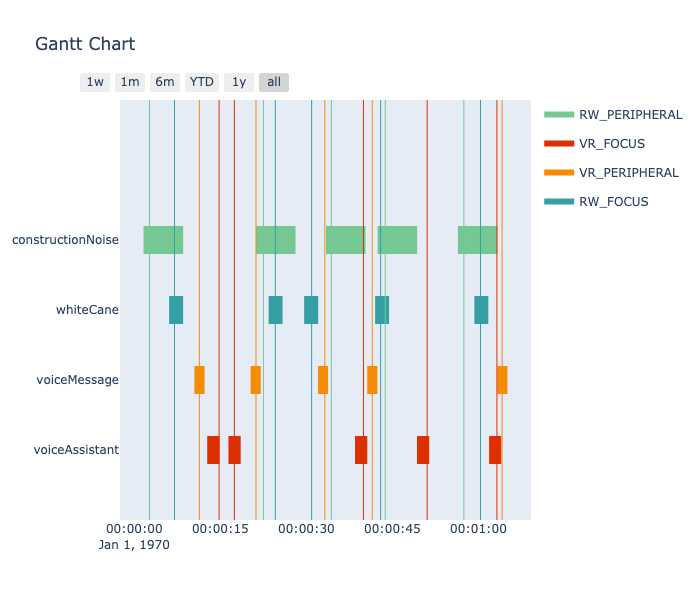 Gantt Chart
1w 1m 6m YTD 1y all
RW_PERIPHERAL
VR_FOCUS
VR_PERIPHERAL
RW_FOCUS
constructionNoise
whiteCane
voiceMessage
voiceAssistant
00:00:00 00:00:15 00:00:30 00:00:45 00:01:00
Jan 1, 1970